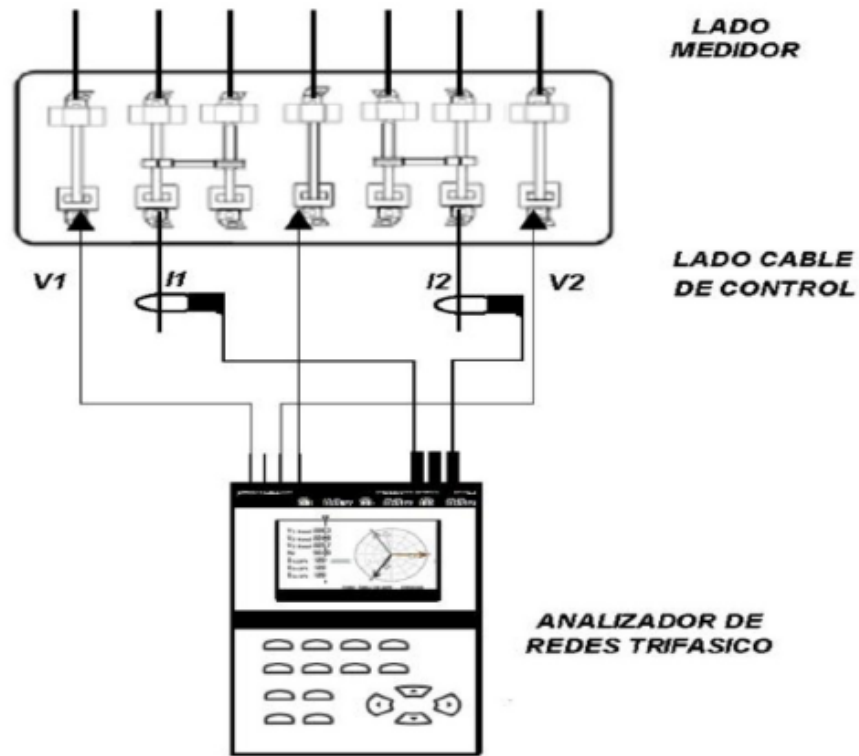 LADO
MEDIDOR
LADO CABLE
DE CONTROL
V1
I1
I2
V2
ANALIZADOR DE
REDES TRIFASICO